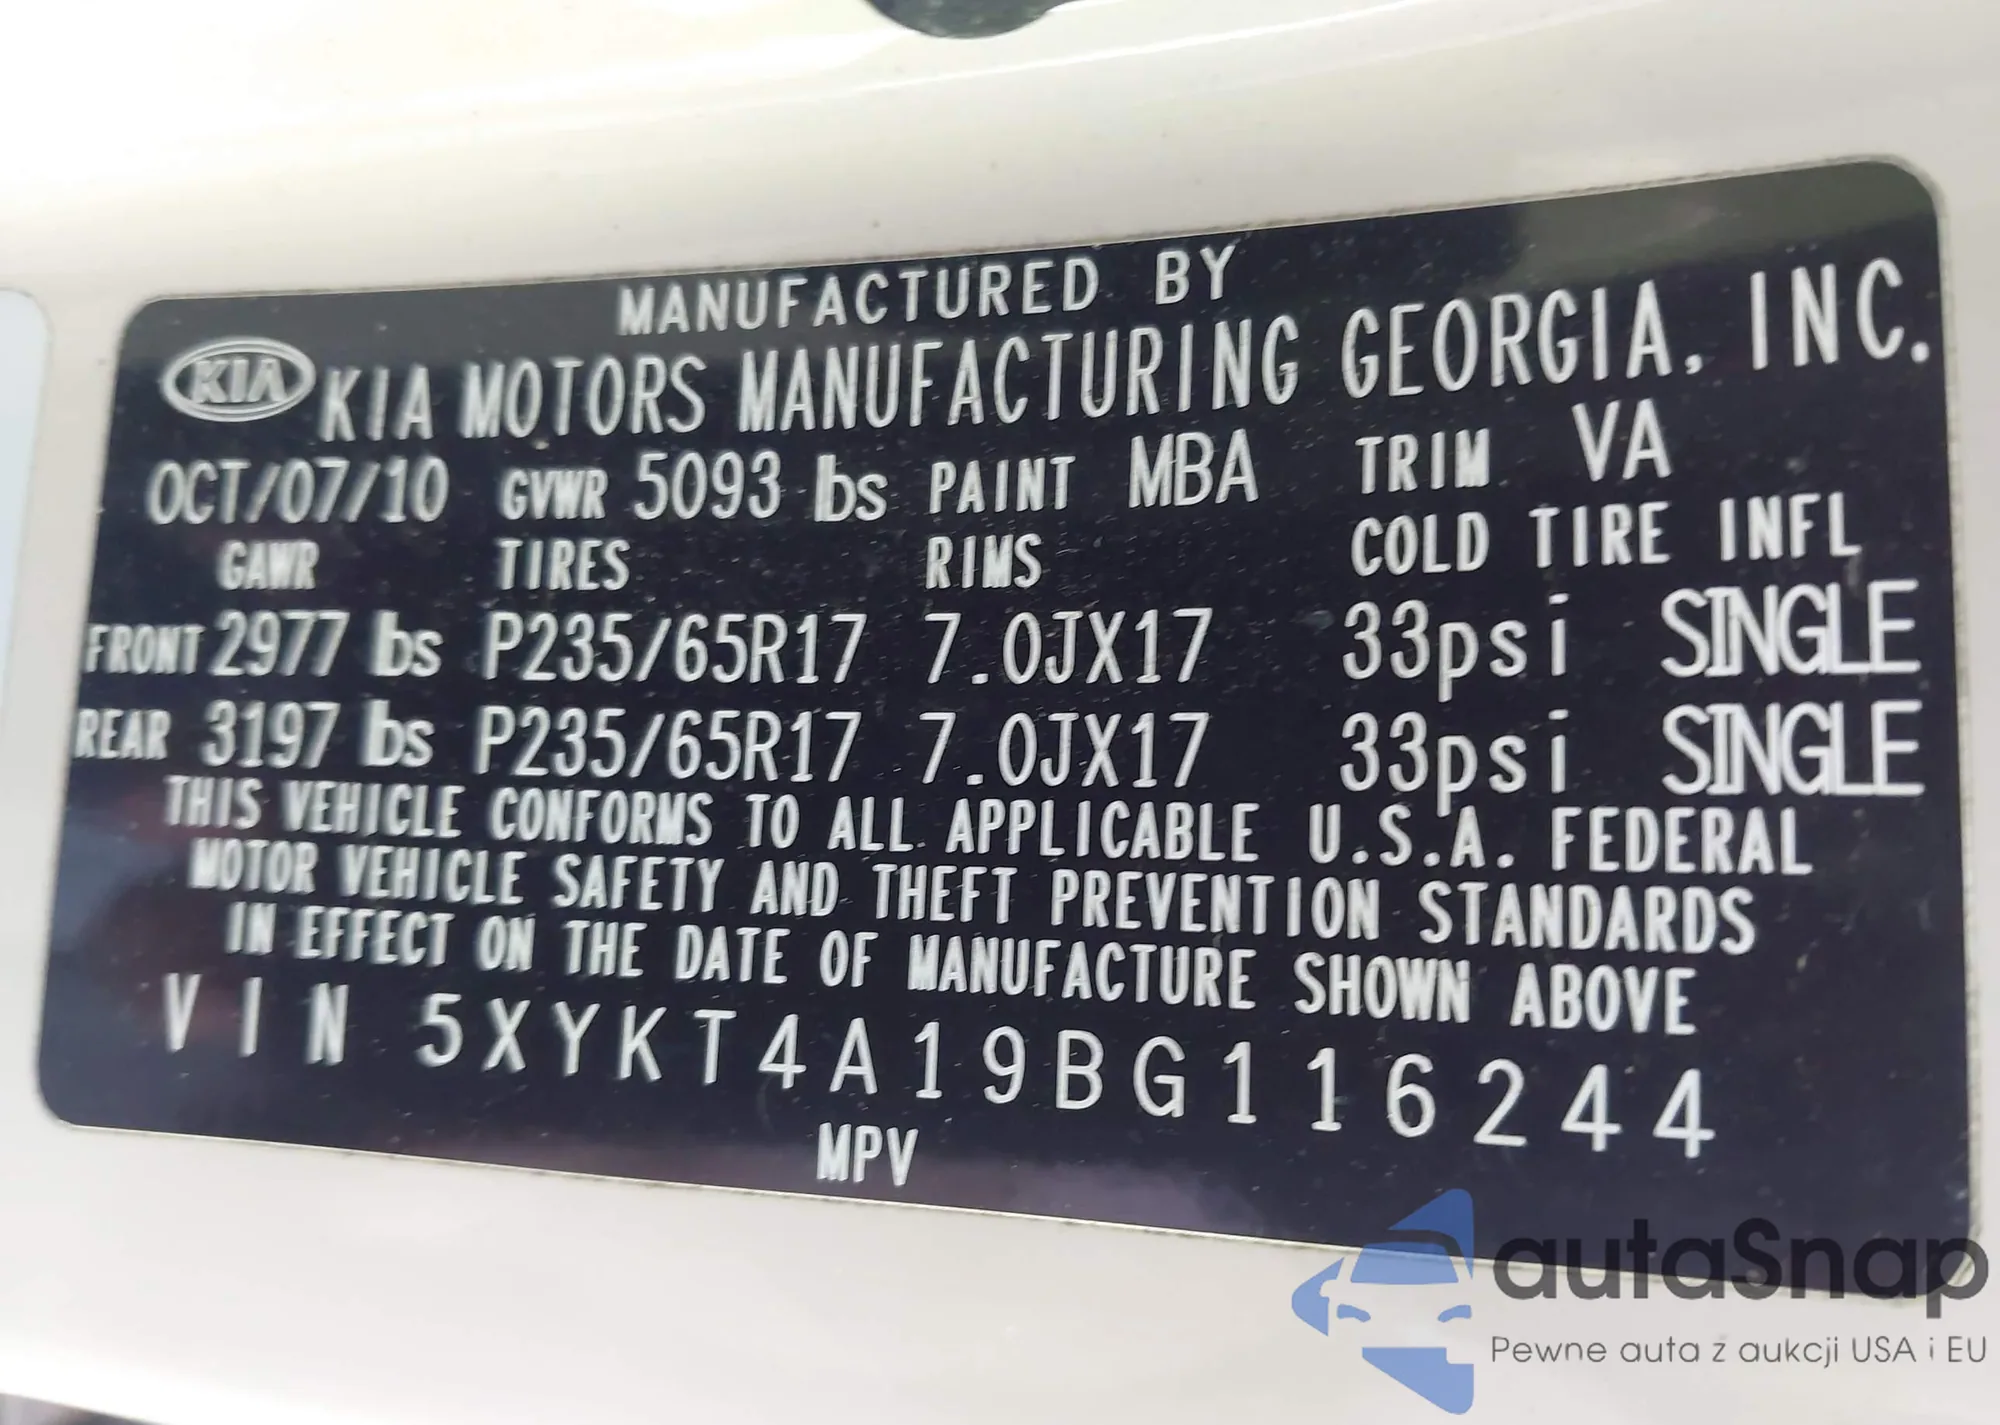 MANUFACTURED BY
KIA KIA MOTORS MANUFACTURING GEORGIA, INC.
OCT/07/10 GVWR 5093 lbs PAINT MBA TRIM VA
GAWR TIRES RIMS COLD TIRE INFL
FRONT 2977 lbs P235/65R17 7.0JX17 33psi SINGLE
REAR 3197 lbs P235/65R17 7.0JX17 33psi SINGLE
THIS VEHICLE CONFORMS TO ALL APPLICABLE U.S.A. FEDERAL
MOTOR VEHICLE SAFETY AND THEFT PREVENTION STANDARDS
IN EFFECT ON THE DATE OF MANUFACTURE SHOWN ABOVE
VIN 5XYKT4A19BG116244
MPV
autaSnap
Pewne auta z aukcji USA i EU